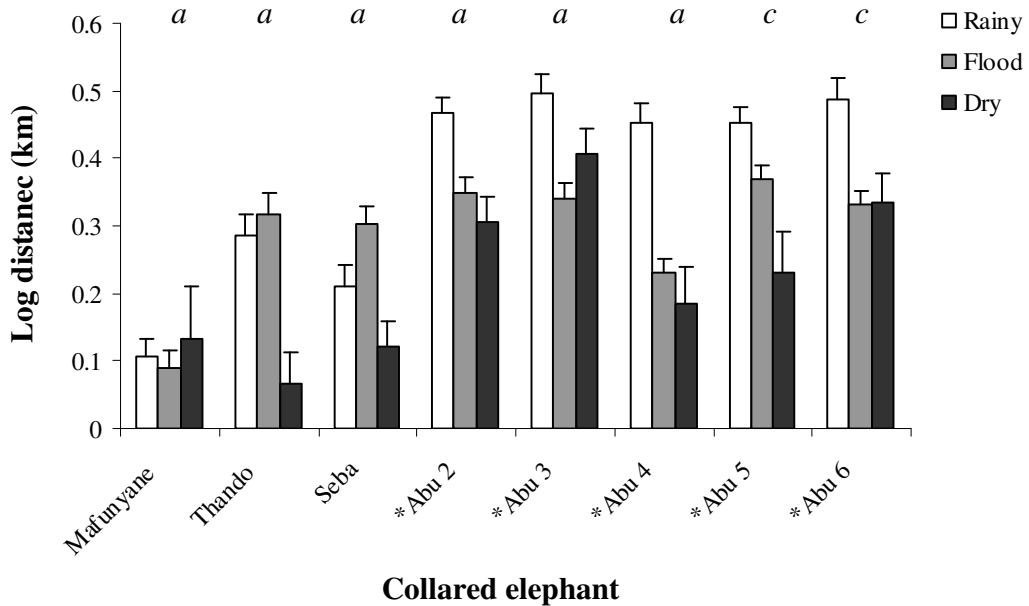 a a a a a a c c
Rainy
Flood
Dry
Log distanec (km)
0.6
0.5
0.4
0.3
0.2
0.1
0
Mafunyane
Thando
Seba
*Abu 2
*Abu 3
*Abu 4
*Abu 5
*Abu 6
Collared elephant